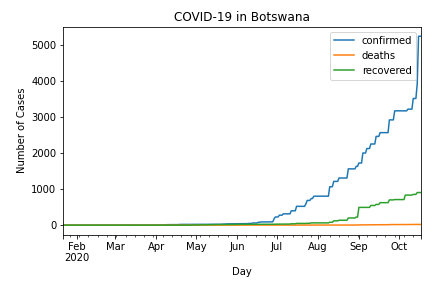 COVID-19 in Botswana
confirmed
deaths
recovered
Number of Cases
5000
4000
3000
2000
1000
0
Feb Mar Apr May Jun Jul Aug Sep Oct
2020
Day